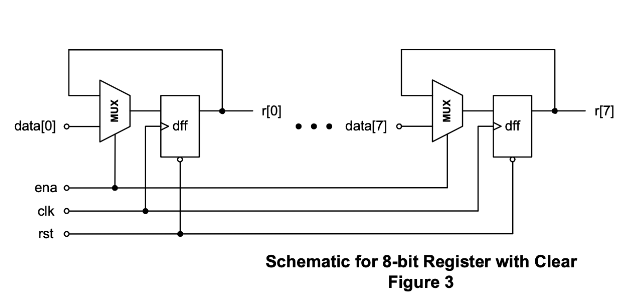 MUX
MUX
data[0]
dff
r[0]
data[7]
dff
r[7]
ena
clk
rst
Schematic for 8-bit Register with Clear
Figure 3